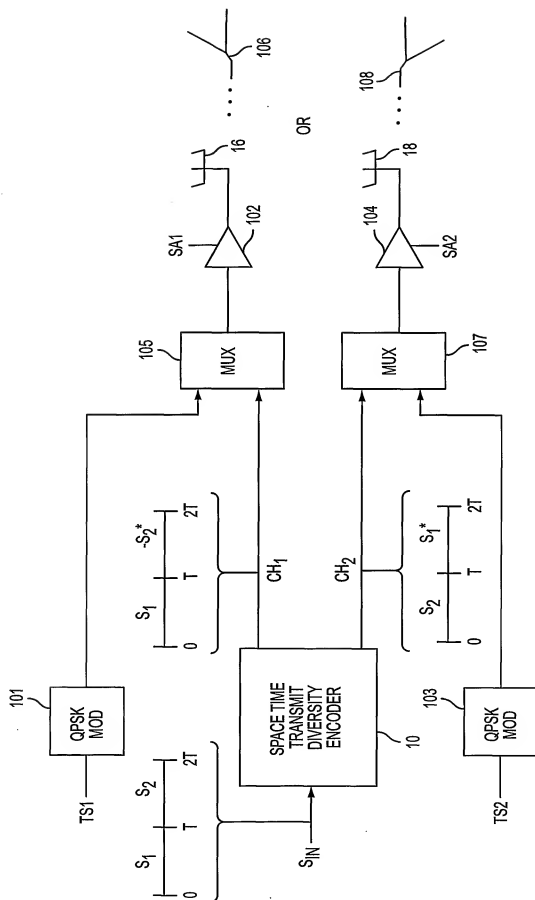 TS1
QPSK
MOD
101
S1
S2
0
T
2T
SIN
SPACE TIME
TRANSMIT
DIVERSITY
ENCODER
10
S1
-S2*
0
T
2T
CH1
CH2
S2
S1*
0
T
2T
TS2
QPSK
MOD
103
105
MUX
MUX
107
SA1
102
16
106
OR
104
SA2
18
108